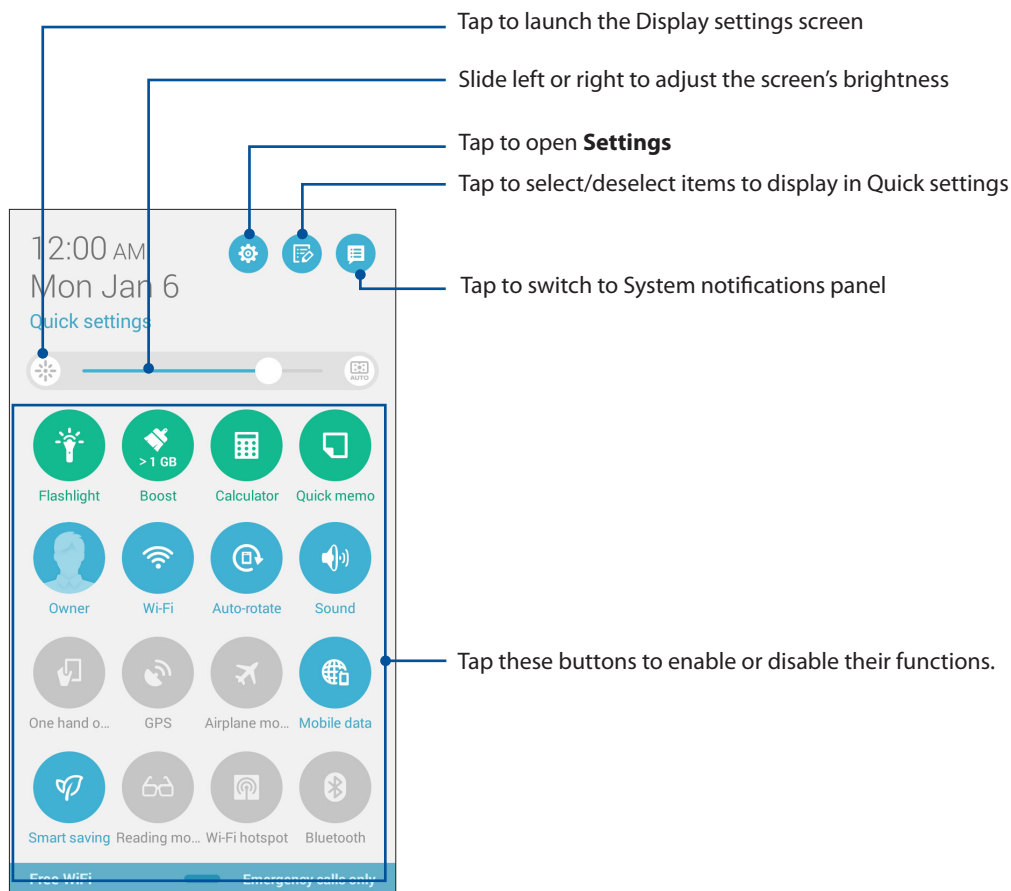 Tap to launch the Display settings screen
Slide left or right to adjust the screen's brightness
Tap to open Settings
Tap to select/deselect items to display in Quick settings
12:00 AM
Mon Jan 6
Quick settings
Tap to switch to System notifications panel
AUTO
> 1 GB
Flashlight Boost Calculator Quick memo
Owner Wi-Fi Auto-rotate Sound
Tap these buttons to enable or disable their functions.
One hand o... GPS Airplane mo... Mobile data
Smart saving Reading mo... Wi-Fi hotspot Bluetooth
Free WiFi Emergency calls only